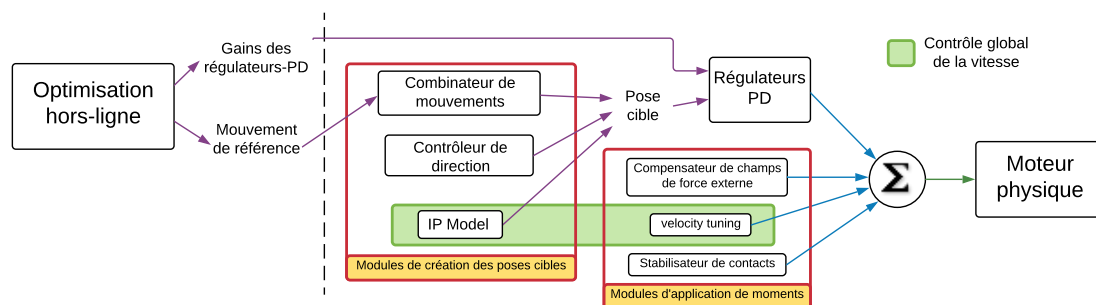 Optimisation
hors-ligne
Gains des
régulateurs-PD
Mouvement
de référence
Combinateur de
mouvements
Contrôleur de
direction
IP Model
Modules de création des poses cibles
Pose
cible
Régulateurs
PD
Compensateur de champs
de force externe
velocity tuning
Stabilisateur de contacts
Modules d'application de moments
Σ
Moteur
physique
Contrôle global
de la vitesse